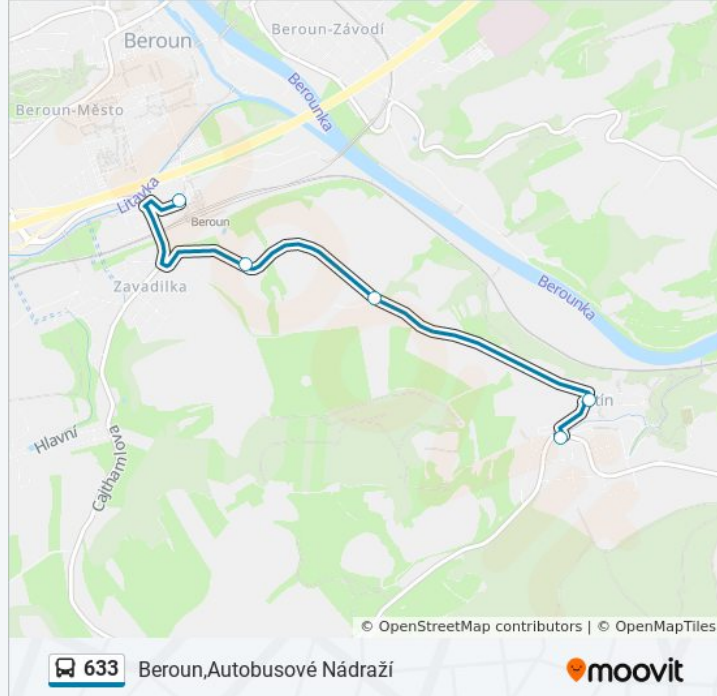 Beroun-Závodí
Beroun
Berounka
Beroun-Město
Litavka
Beroun
Berounka
Zavadilka
tín
Hlavní
Cajthamlova
© OpenStreetMap contributors | © OpenMapTiles
633 Beroun,Autobusové Nádraží
moovit